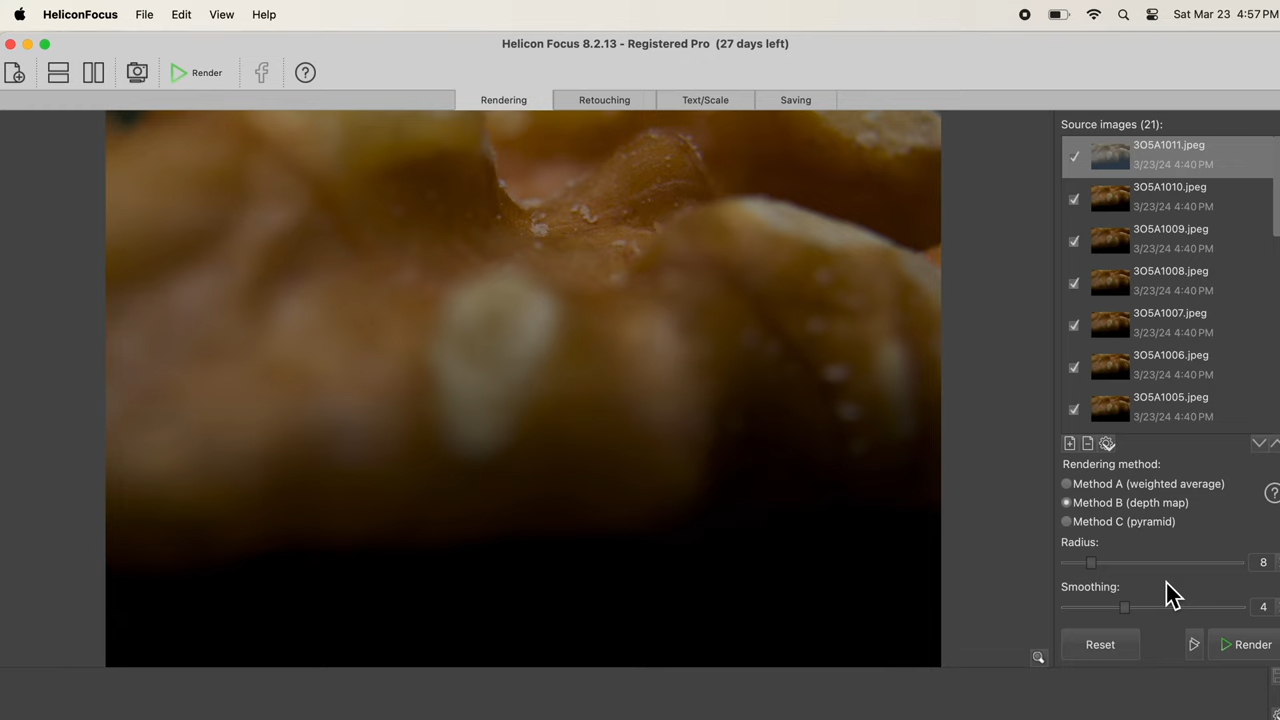 HeliconFocus File Edit View Help Sat Mar 23 4:57 PM
Helicon Focus 8.2.13 - Registered Pro (27 days left)
Render
Rendering Retouching Text/Scale Saving
Source images (21):
3O5A1011.jpeg
3/23/24 4:40 PM
3O5A1010.jpeg
3/23/24 4:40 PM
3O5A1009.jpeg
3/23/24 4:40 PM
3O5A1008.jpeg
3/23/24 4:40 PM
3O5A1007.jpeg
3/23/24 4:40 PM
3O5A1006.jpeg
3/23/24 4:40 PM
3O5A1005.jpeg
3/23/24 4:40 PM
Rendering method:
Method A (weighted average)
Method B (depth map)
Method C (pyramid)
Radius:
8
Smoothing:
4
Reset Render